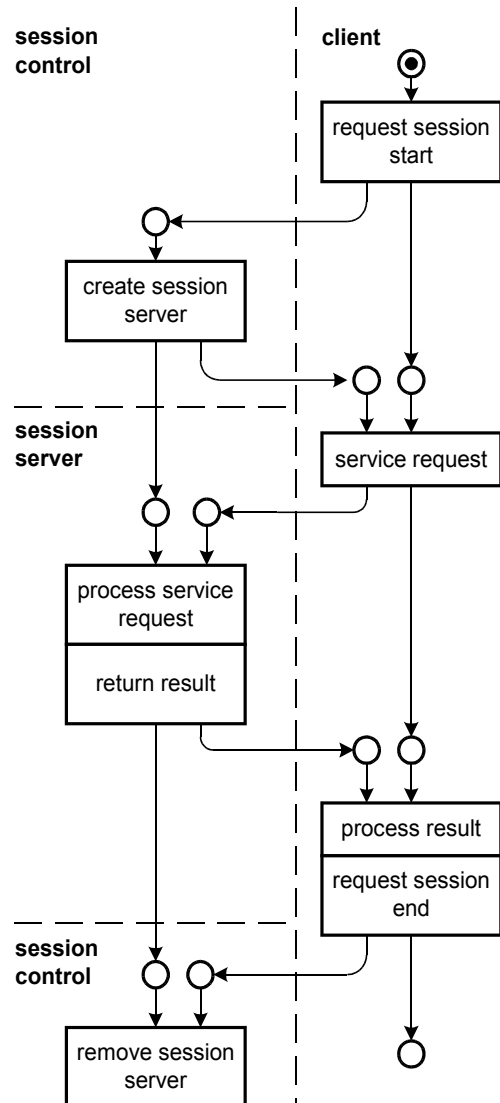 session
control
client
request session
start
create session
server
session
server
service request
process service
request
return result
process result
request session
end
session
control
remove session
server